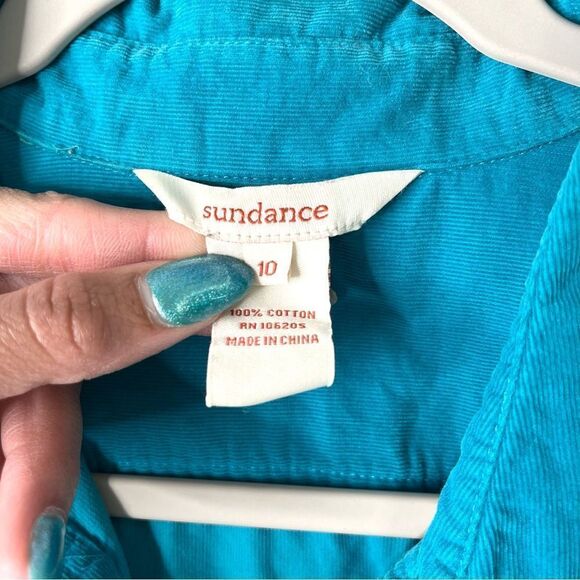 sundance
10
100% COTTON
RN 106205
MADE IN CHINA